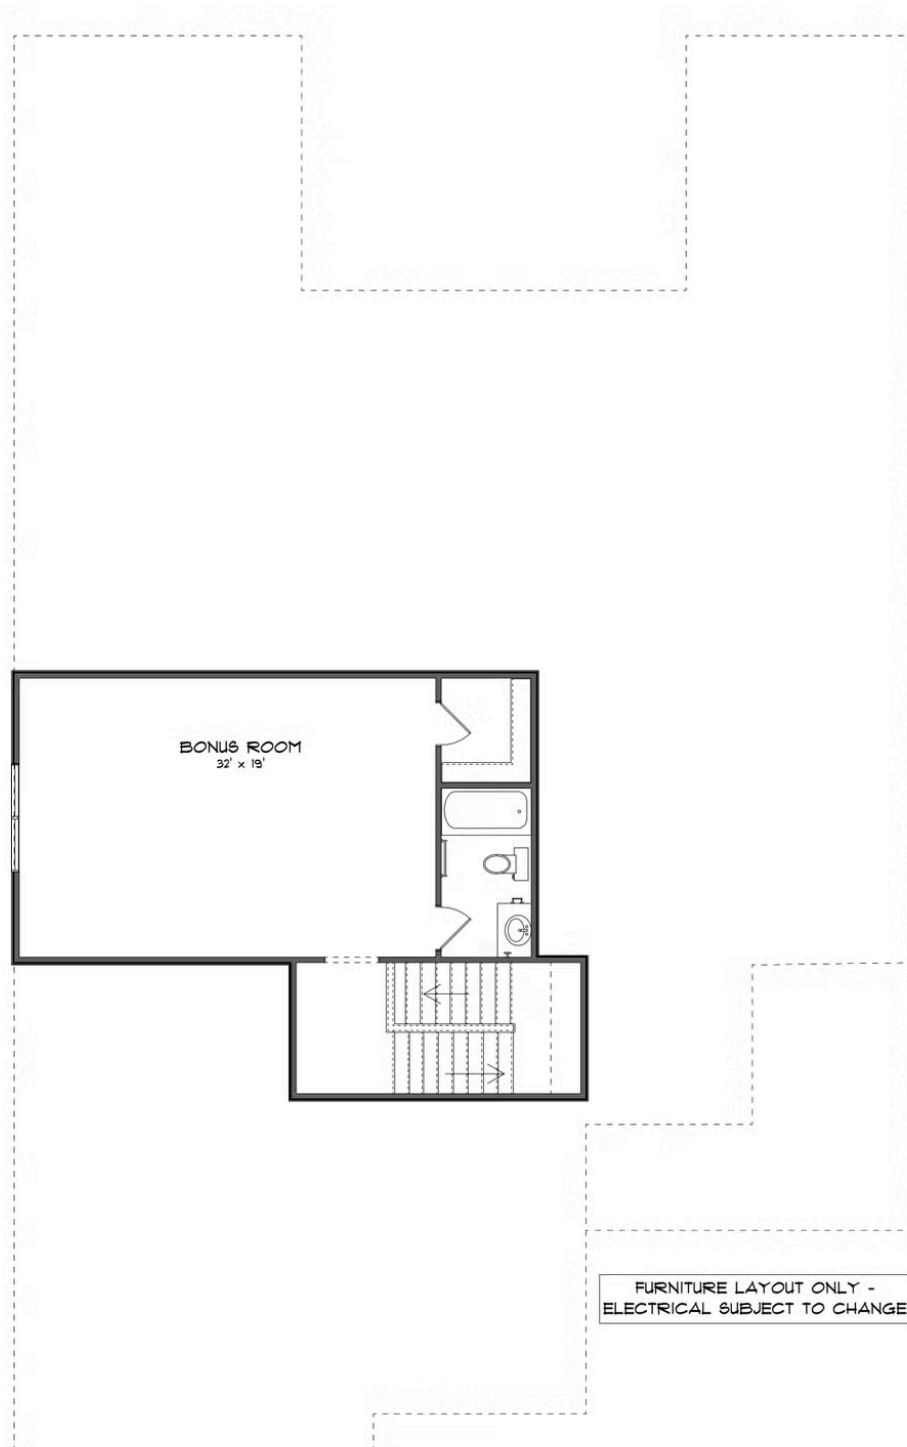 BONUS ROOM
32' x 19'
FURNITURE LAYOUT ONLY -
ELECTRICAL SUBJECT TO CHANGE